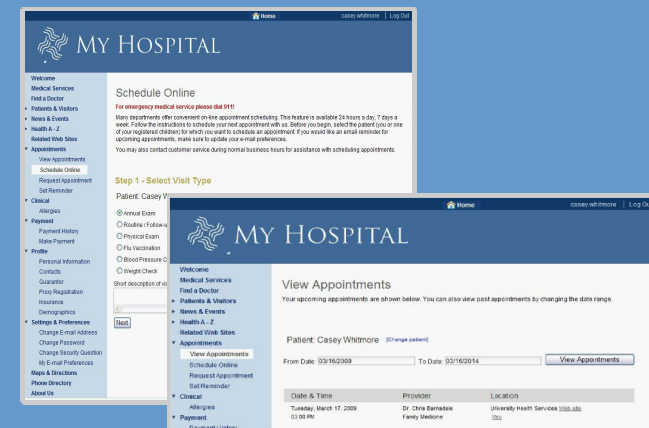 Home casey.whitmore | Log Out
MY HOSPITAL
Welcome
Medical Services
Find a Doctor
Patients & Visitors
News & Events
Health A - Z
Related Web Sites
Appointments
View Appointments
Schedule Online
Request Appointment
Set Reminder
Clinical
Allergies
Payment
Payment History
Make Payment
Profile
Personal Information
Contacts
Guarantor
Proxy Registration
Insurance
Demographics
Settings & Preferences
Change E-mail Address
Change Password
Change Security Question
My E-mail Preferences
Maps & Directions
Phone Directory
About Us
Schedule Online
For emergency medical service please dial 911!
Many departments offer convenient on-line appointment scheduling. This feature is available 24 hours a day, 7 days a
week. Follow the instructions to schedule your next appointment with us. Before you begin, select the patient (you or one
of your registered children) for which you want to schedule an appointment. If you would like an email reminder for
upcoming appointments, make sure to update your e-mail preferences.
You may also contact customer service during normal business hours for assistance with scheduling appointments.
Step 1 - Select Visit Type
Patient: Casey W
Annual Exam
Routine / Follow-u
Physical Exam
Flu Vaccination
Blood Pressure C
Weight Check
Short description of vis
Next
Home casey.whitmore | Log Ou
MY HOSPITAL
Welcome
Medical Services
Find a Doctor
Patients & Visitors
News & Events
Health A - Z
Related Web Sites
Appointments
View Appointments
Schedule Online
Request Appointment
Set Reminder
Clinical
Allergies
Payment
Payment History
View Appointments
Your upcoming appointments are shown below. You can also view past appointments by changing the date range.
Patient: Casey Whitmore [Change patient]
From Date: 03/16/2009 To Date: 03/16/2014 View Appointments
Date & Time Provider Location
Tuesday, March 17, 2009 Dr. Chris Barnsdale University Health Services Web site
03:00 PM Family Medicine Map